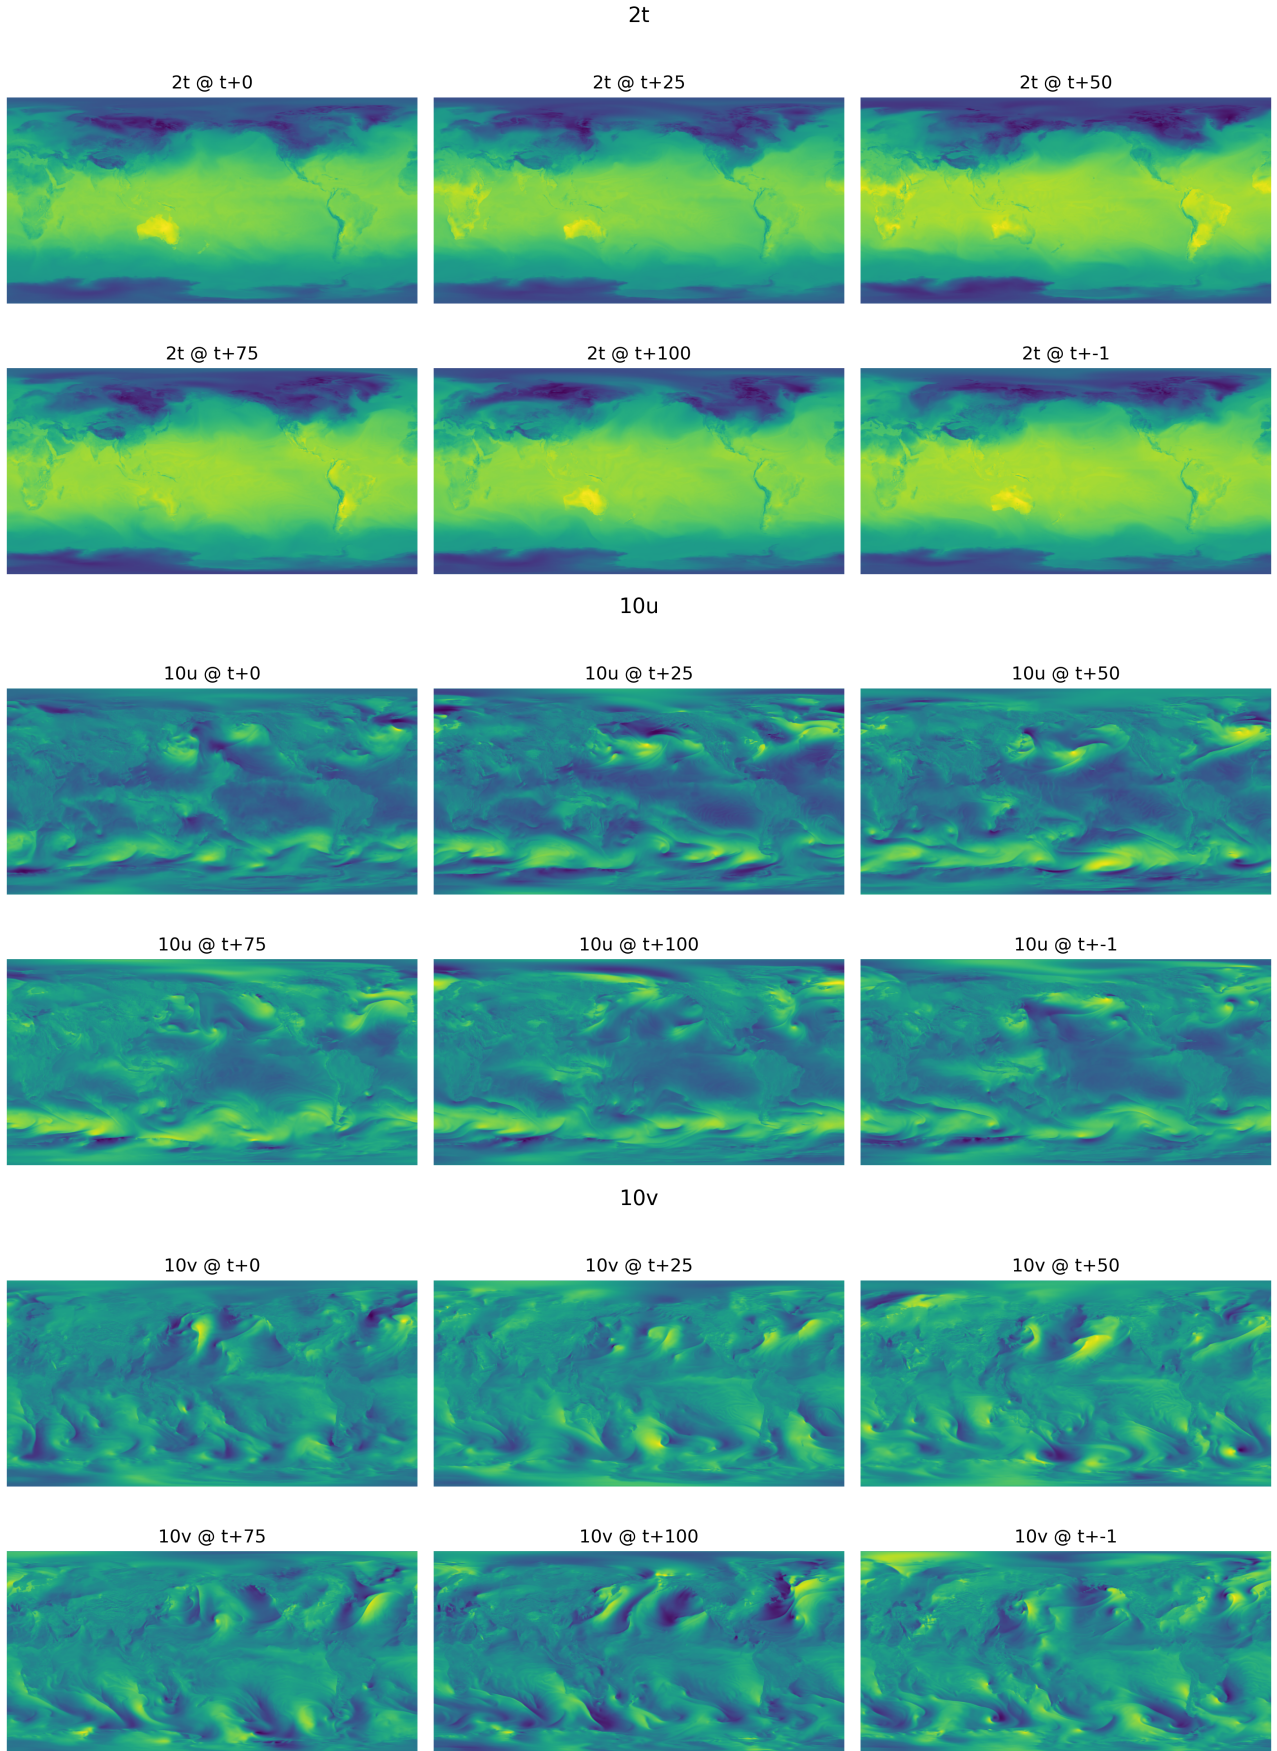 2t
2t @ t+0 2t @ t+25 2t @ t+50
2t @ t+75 2t @ t+100 2t @ t+-1
10u
10u @ t+0 10u @ t+25 10u @ t+50
10u @ t+75 10u @ t+100 10u @ t+-1
10v
10v @ t+0 10v @ t+25 10v @ t+50
10v @ t+75 10v @ t+100 10v @ t+-1